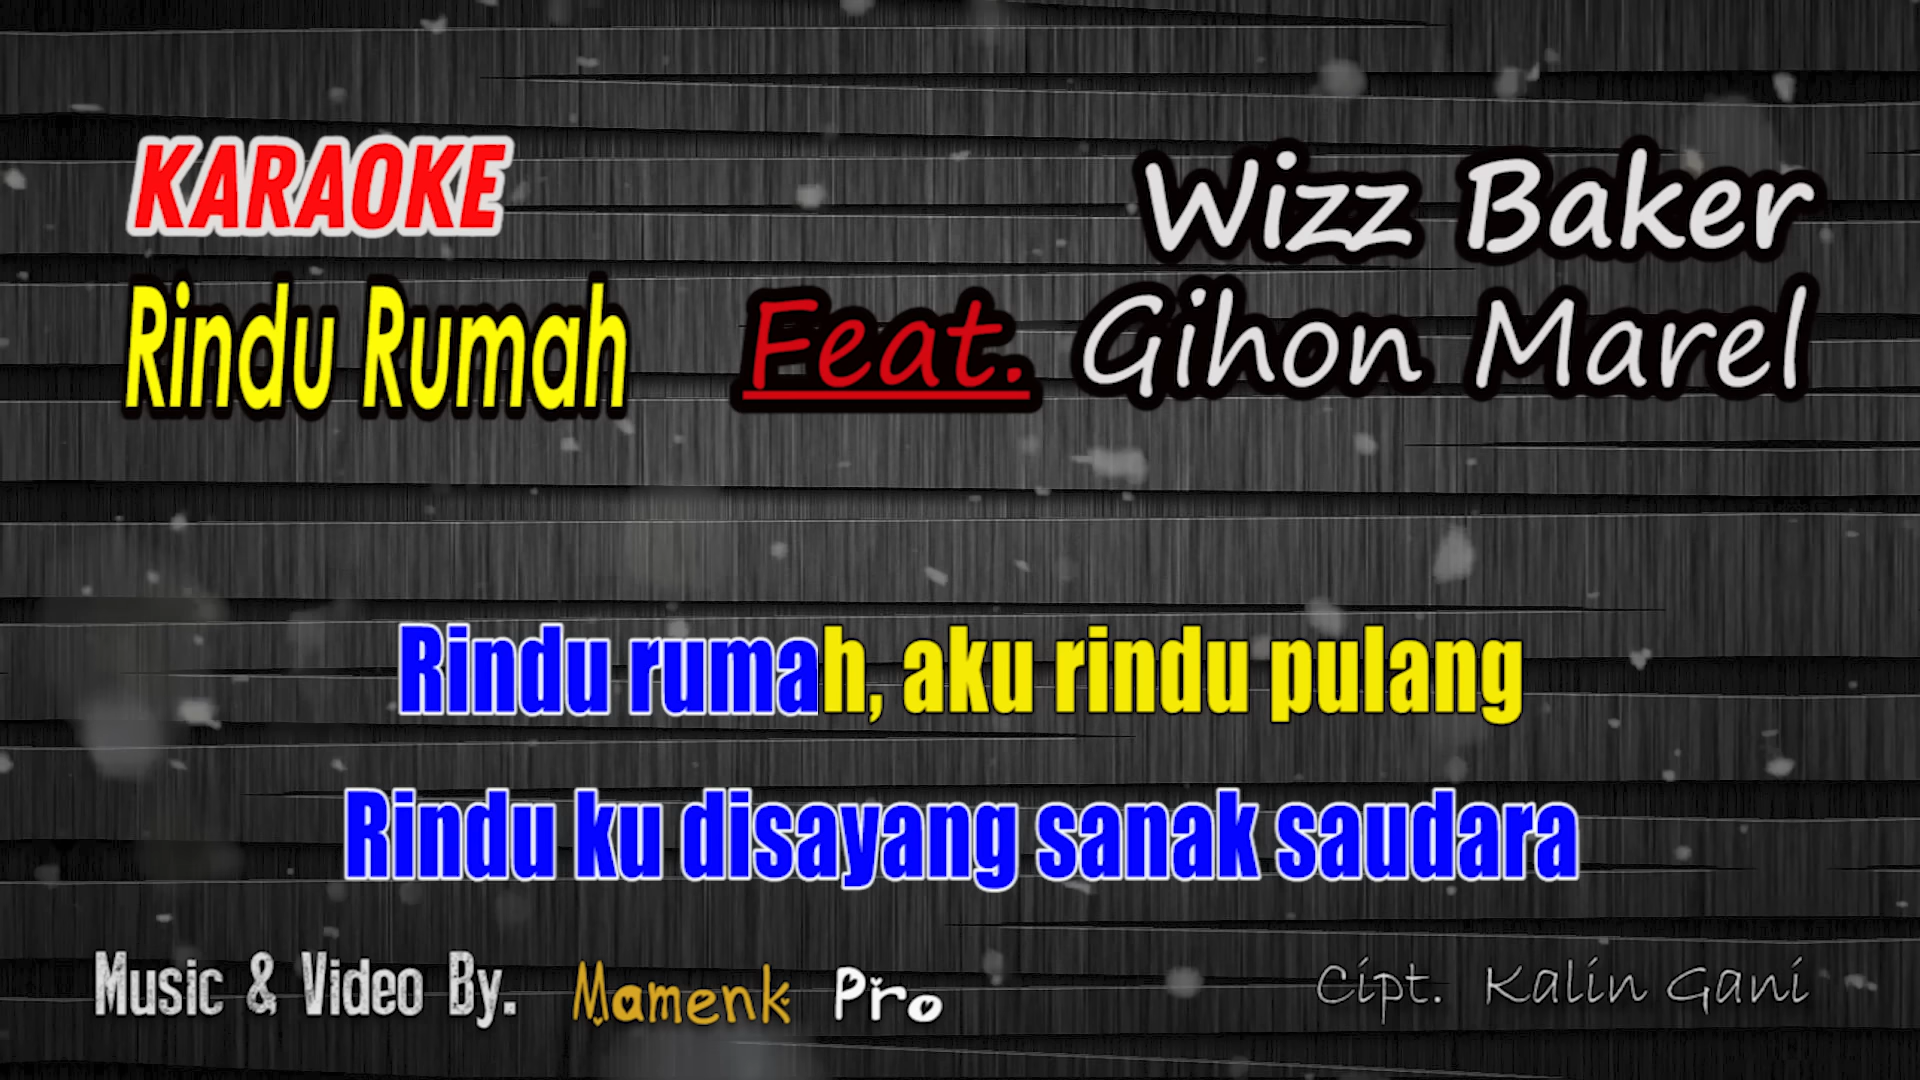 KARAOKE
Wizz Baker
Rindu Rumah
Feat. Gihon Marel
Rindu rumah, aku rindu pulang
Rindu ku disayang sanak saudara
Music & Video By. Mamenk Pro
Cipt. Kalin Gani